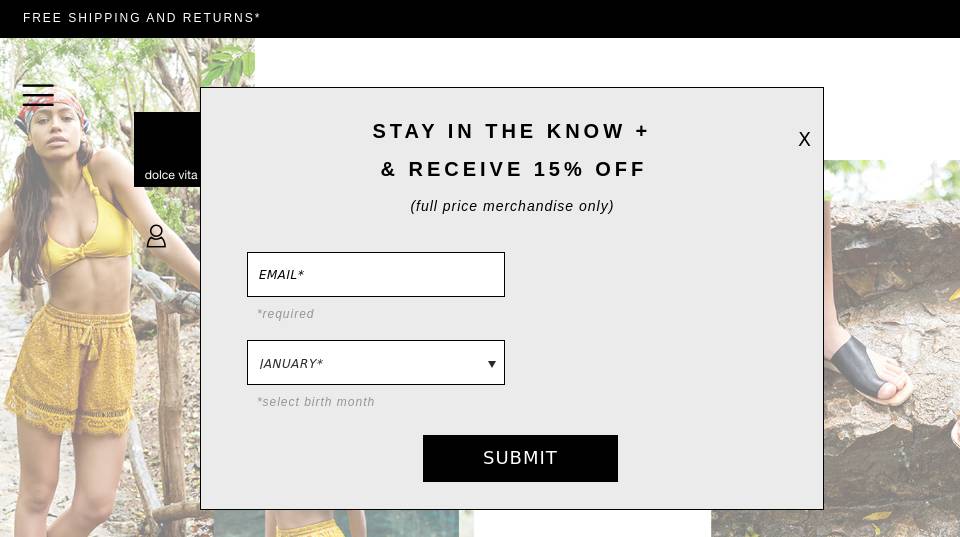 FREE SHIPPING AND RETURNS*
dolce vita
STAY IN THE KNOW +
& RECEIVE 15% OFF
(full price merchandise only)
X
EMAIL*
*required
JANUARY*
*select birth month
SUBMIT